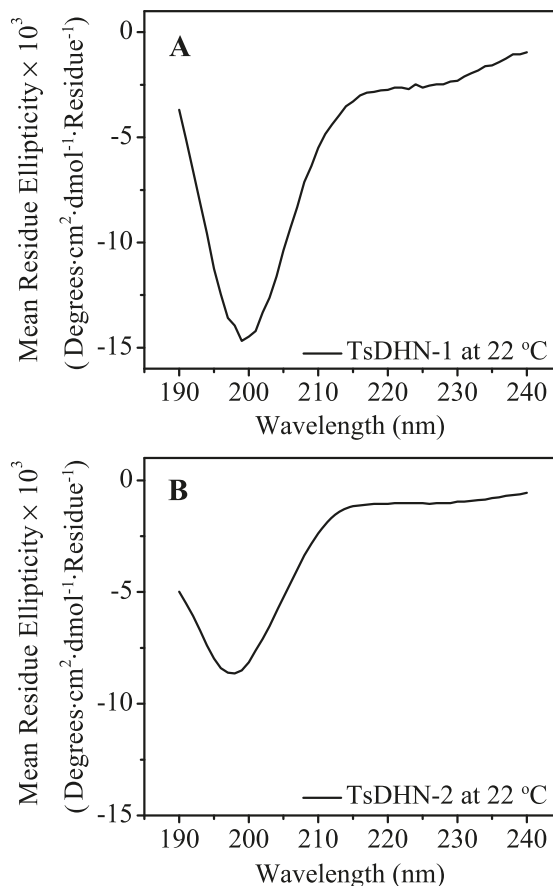 A
Mean Residue Ellipticity × 10³
(Degrees·cm²·dmol⁻¹·Residue⁻¹)
0
-5
-10
-15
TsDHN-1 at 22 ºC
190 200 210 220 230 240
Wavelength (nm)
B
Mean Residue Ellipticity × 10³
(Degrees·cm²·dmol⁻¹·Residue⁻¹)
0
-5
-10
-15
TsDHN-2 at 22 ºC
190 200 210 220 230 240
Wavelength (nm)